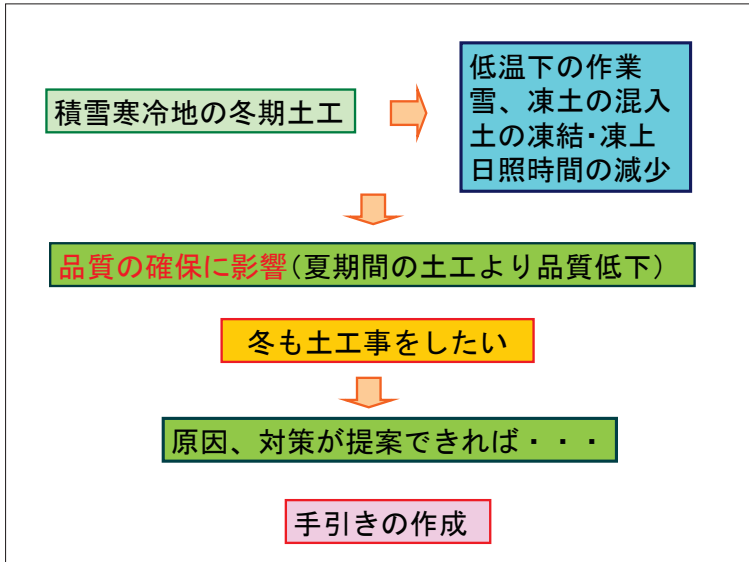 積雪寒冷地の冬期土工
低温下の作業
雪、凍土の混入
土の凍結・凍上
日照時間の減少
品質の確保に影響(夏期間の土工より品質低下)
冬も土工事をしたい
原因、対策が提案できれば・・・
手引きの作成